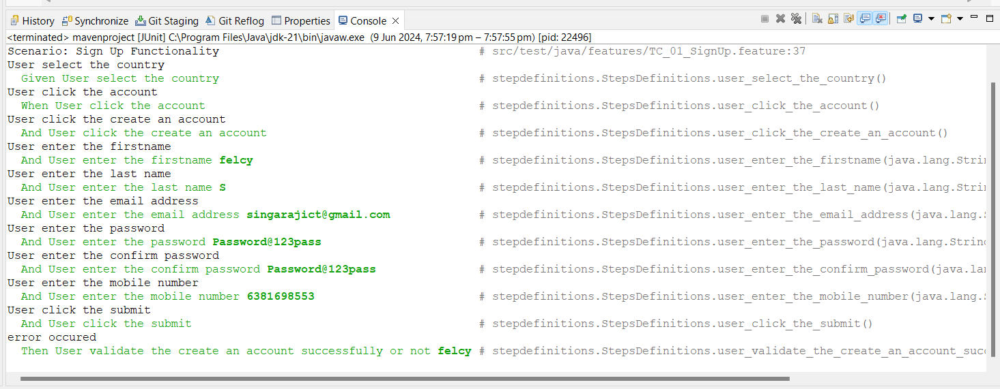 History Synchronize Git Staging Git Reflog Properties Console
<terminated> mavenproject [JUnit] C:\Program Files\Java\jdk-21\bin\javaw.exe (9 Jun 2024, 7:57:19 pm – 7:57:55 pm) [pid: 22496]
Scenario: Sign Up Functionality # src/test/java/features/TC_01_SignUp.feature:37
User select the country
Given User select the country # stepdefinitions.StepsDefinitions.user_select_the_country()
User click the account
When User click the account # stepdefinitions.StepsDefinitions.user_click_the_account()
User click the create an account
And User click the create an account # stepdefinitions.StepsDefinitions.user_click_the_create_an_account()
User enter the firstname
And User enter the firstname felcy # stepdefinitions.StepsDefinitions.user_enter_the_firstname(java.lang.Strin
User enter the last name
And User enter the last name S # stepdefinitions.StepsDefinitions.user_enter_the_last_name(java.lang.Strin
User enter the email address
And User enter the email address singarajict@gmail.com # stepdefinitions.StepsDefinitions.user_enter_the_email_address(java.lang.S
User enter the password
And User enter the password Password@123pass # stepdefinitions.StepsDefinitions.user_enter_the_password(java.lang.String
User enter the confirm password
And User enter the confirm password Password@123pass # stepdefinitions.StepsDefinitions.user_enter_the_confirm_password(java.lan
User enter the mobile number
And User enter the mobile number 6381698553 # stepdefinitions.StepsDefinitions.user_enter_the_mobile_number(java.lang.S
User click the submit
And User click the submit # stepdefinitions.StepsDefinitions.user_click_the_submit()
error occured
Then User validate the create an account successfully or not felcy # stepdefinitions.StepsDefinitions.user_validate_the_create_an_account_succ